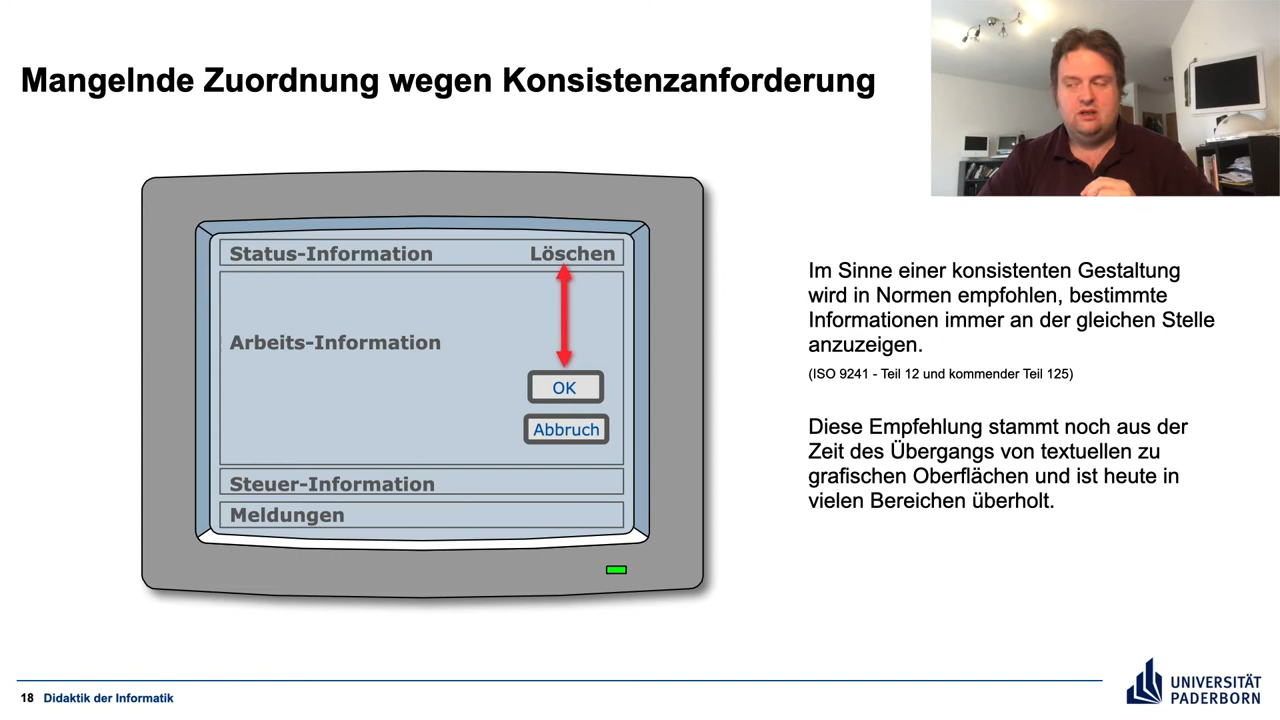 Mangelnde Zuordnung wegen Konsistenzanforderung
Status-Information Löschen
Arbeits-Information
OK
Abbruch
Steuer-Information
Meldungen
Im Sinne einer konsistenten Gestaltung
wird in Normen empfohlen, bestimmte
Informationen immer an der gleichen Stelle
anzuzeigen.
(ISO 9241 - Teil 12 und kommender Teil 125)
Diese Empfehlung stammt noch aus der
Zeit des Übergangs von textuellen zu
grafischen Oberflächen und ist heute in
vielen Bereichen überholt.
18 Didaktik der Informatik
UNIVERSITÄT
PADERBORN